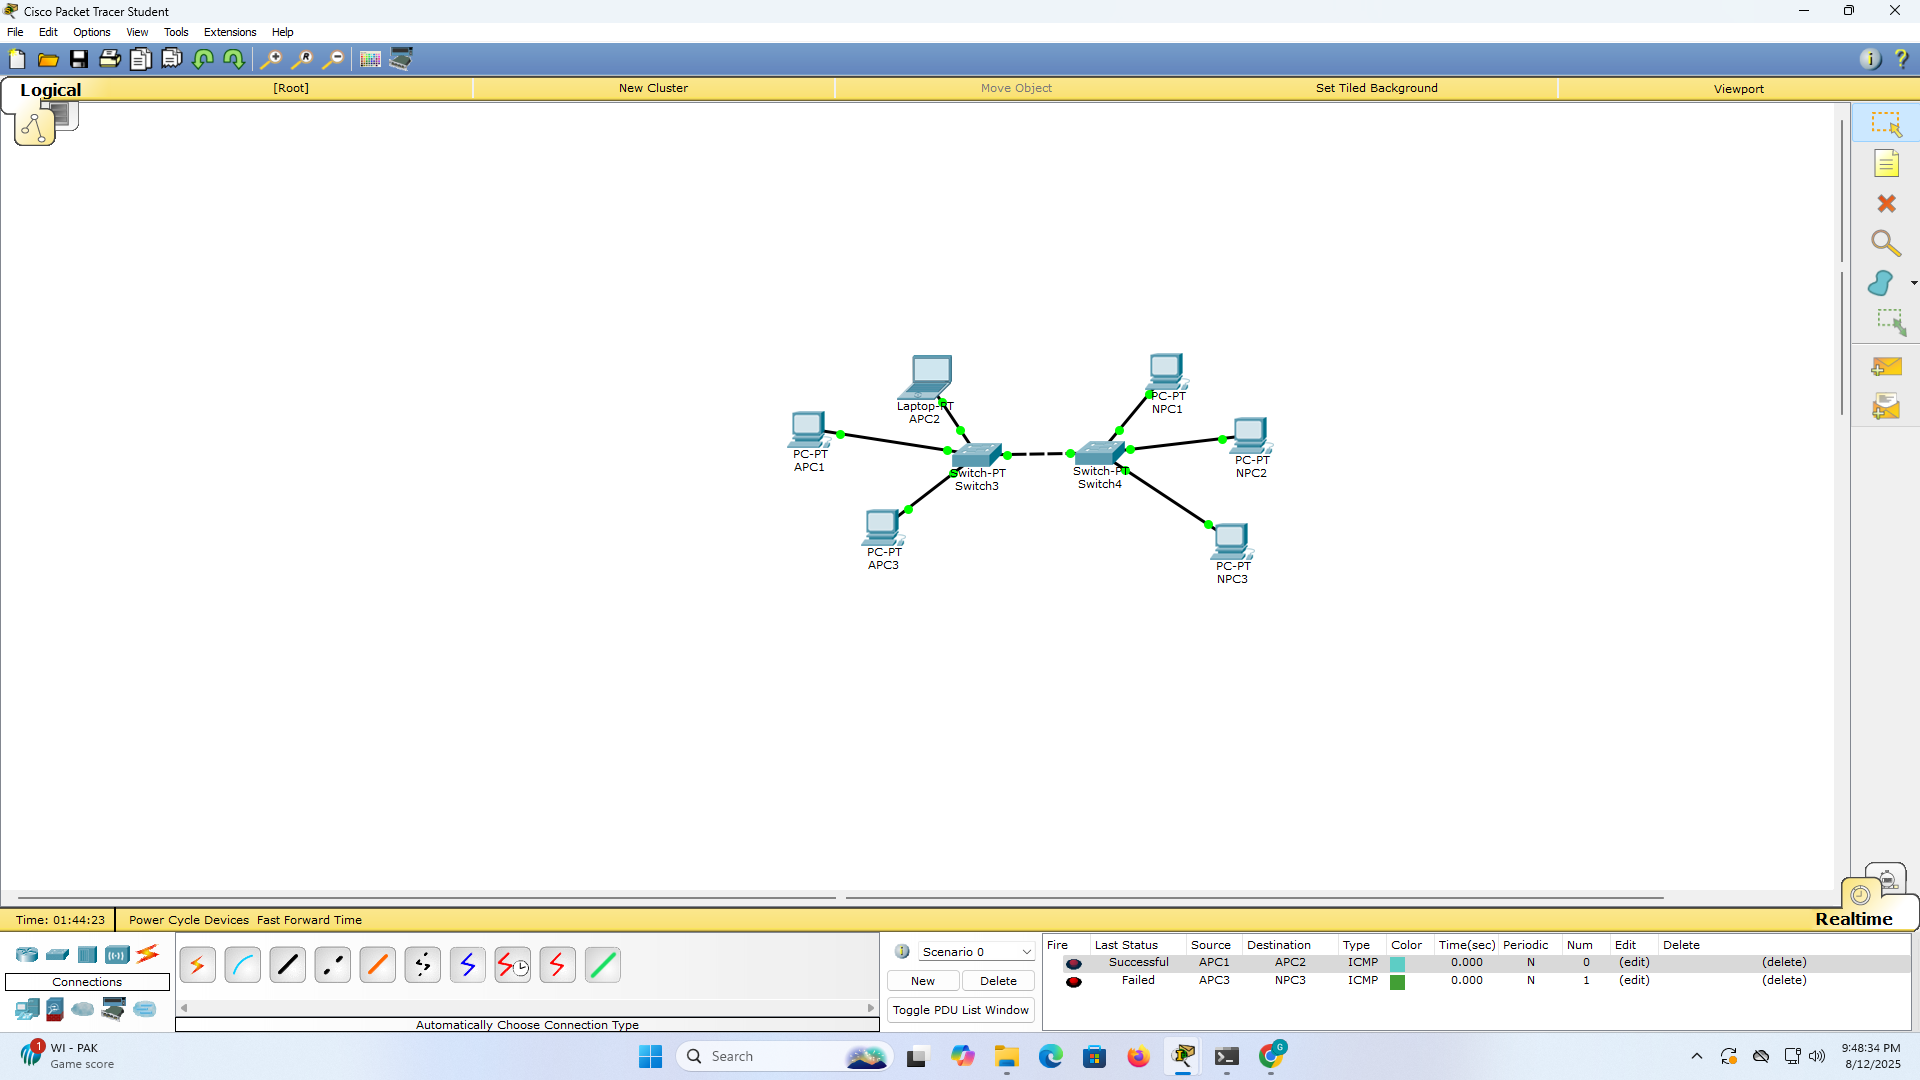 Cisco Packet Tracer Student
File Edit Options View Tools Extensions Help
Logical [Root] New Cluster Move Object Set Tiled Background Viewport
Laptop-PT
APC2
PC-PT
NPC1
PC-PT
APC1
PC-PT
NPC2
Switch-PT
Switch3
Switch-PT
Switch4
PC-PT
APC3
PC-PT
NPC3
Time: 01:44:23 Power Cycle Devices Fast Forward Time
Realtime
Connections
Automatically Choose Connection Type
Scenario 0
New Delete
Toggle PDU List Window
Fire Last Status Source Destination Type Color Time(sec) Periodic Num Edit Delete
Successful APC1 APC2 ICMP 0.000 N 0 (edit) (delete)
Failed APC3 NPC3 ICMP 0.000 N 1 (edit) (delete)
1 WI - PAK
Game score
Search
G
9:48:34 PM
8/12/2025